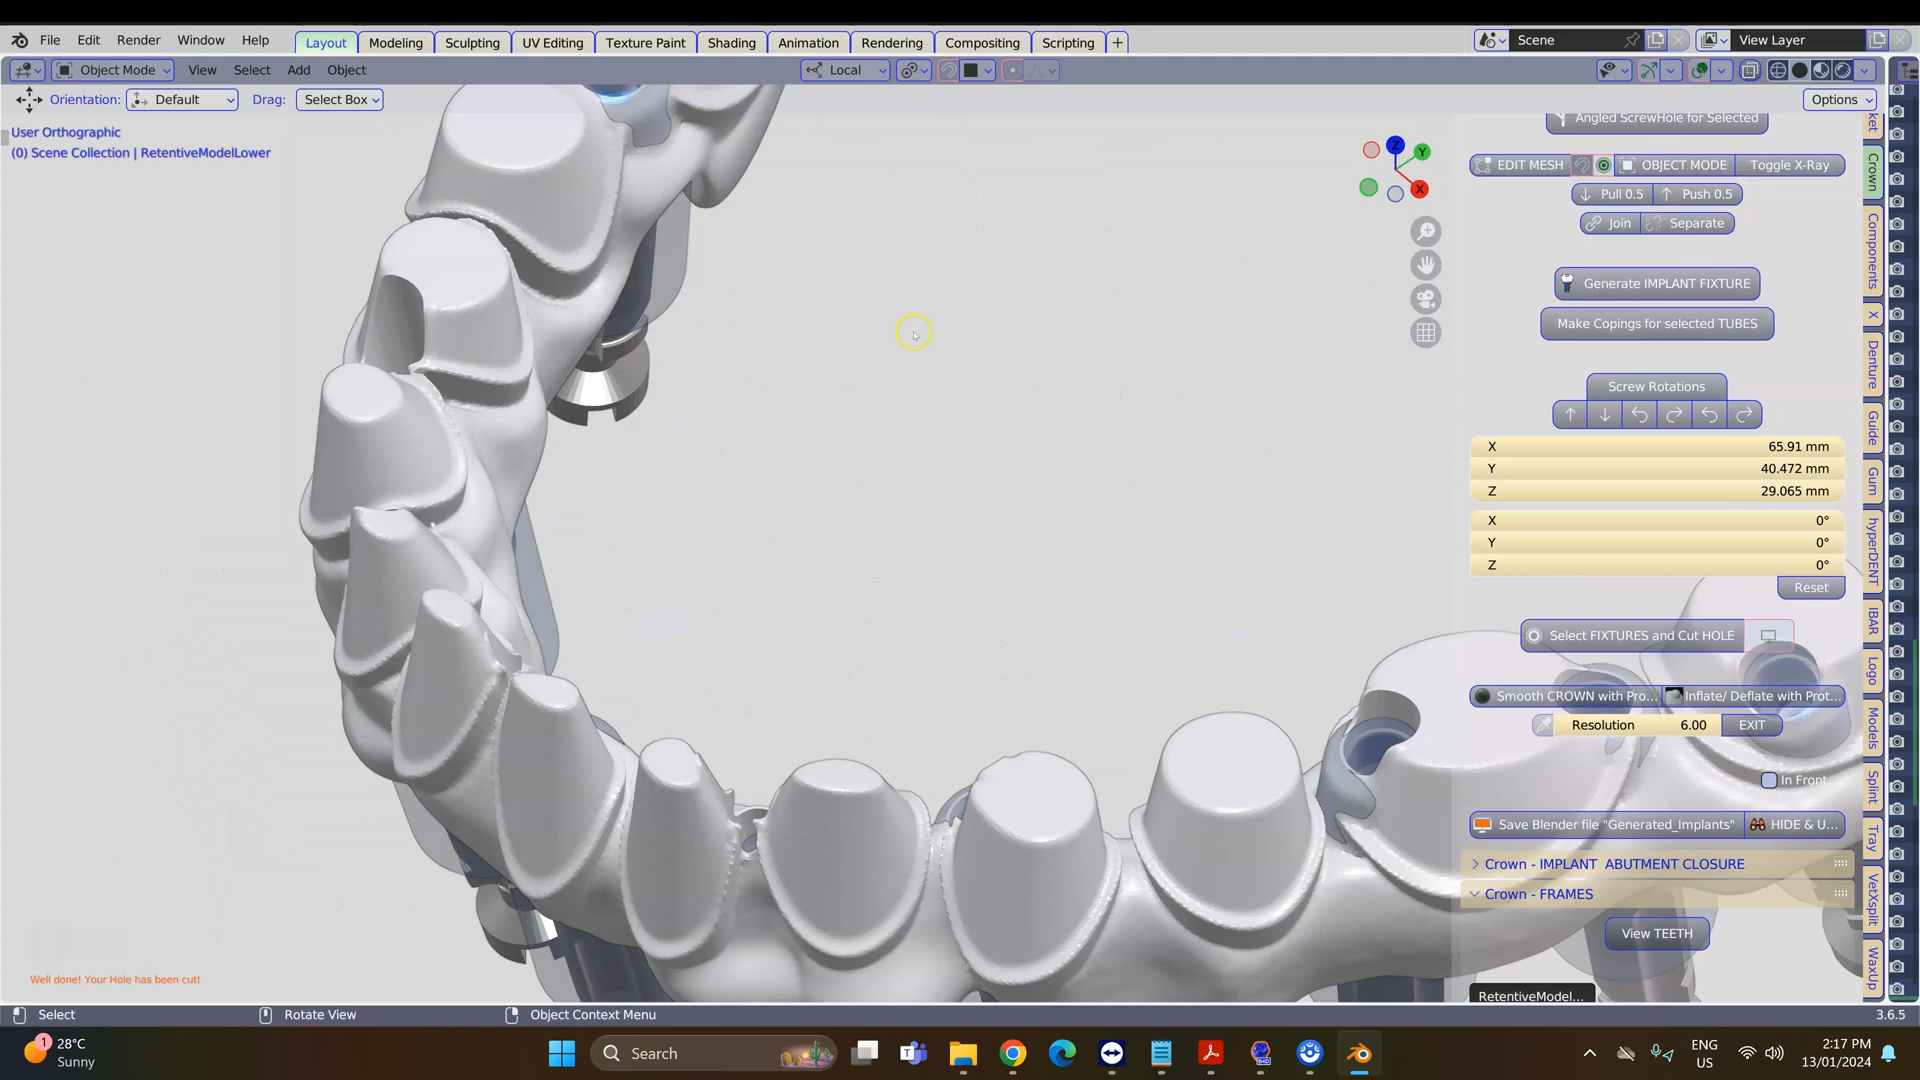 File Edit Render Window Help Layout Modeling Sculpting UV Editing Texture Paint Shading Animation Rendering Compositing Scripting + Scene View Layer
Object Mode View Select Add Object Local
Orientation: Default Drag: Select Box Options
User Orthographic
(0) Scene Collection | RetentiveModelLower
Z Y X
Angled ScrewHole for Selected
EDIT MESH OBJECT MODE Toggle X-Ray
Pull 0.5 Push 0.5
Join Separate
Generate IMPLANT FIXTURE
Make Copings for selected TUBES
Screw Rotations
X 65.91 mm
Y 40.472 mm
Z 29.065 mm
X 0°
Y 0°
Z 0°
Reset
Select FIXTURES and Cut HOLE
Smooth CROWN with Pro... Inflate/ Deflate with Prot...
Resolution 6.00 EXIT
In Front
Save Blender file "Generated_Implants" HIDE & U...
Crown - IMPLANT ABUTMENT CLOSURE
Crown - FRAMES
View TEETH
RetentiveModel...
ket
Crown
Components
X
Denture
Guide
Gum
hyperDENT
IBAR
Logo
Models
Splint
Tray
VetXsplit
WaxUp
Well done! Your Hole has been cut!
Select Rotate View Object Context Menu 3.6.5
1 28°C
Sunny
Search
ENG
US
2:17 PM
13/01/2024